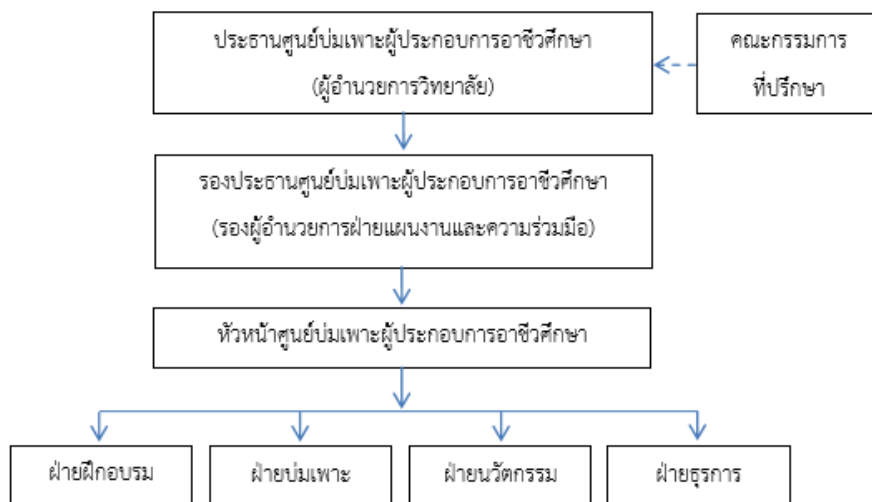 ประธานศูนย์บ่มเพาะผู้ประกอบการอาชีวศึกษา
(ผู้อำนวยการวิทยาลัย)
คณะกรรมการ
ที่ปรึกษา
รองประธานศูนย์บ่มเพาะผู้ประกอบการอาชีวศึกษา
(รองผู้อำนวยการฝ่ายแผนงานและความร่วมมือ)
หัวหน้าศูนย์บ่มเพาะผู้ประกอบการอาชีวศึกษา
ฝ่ายฝึกอบรม
ฝ่ายบ่มเพาะ
ฝ่ายนวัตกรรม
ฝ่ายธุรการ